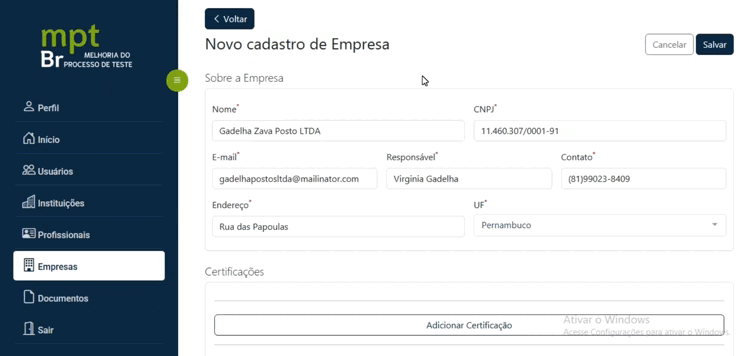 Voltar
Novo cadastro de Empresa
Cancelar
Salvar
mpt
Br MELHORIA DO
PROCESSO DE TESTE
Perfil
Início
Usuários
Instituições
Profissionais
Empresas
Documentos
Sair
Sobre a Empresa
Nome*
CNPJ*
Gadelha Zava Posto LTDA
11.460.307/0001-91
E-mail*
Responsável*
Contato*
gadelhapostosltda@mailinator.com
Virginia Gadelha
(81)99023-8409
Endereço*
UF*
Rua das Papoulas
Pernambuco
Certificações
Adicionar Certificação
Ativar o Windows
Acesse Configurações para ativar o Windows.